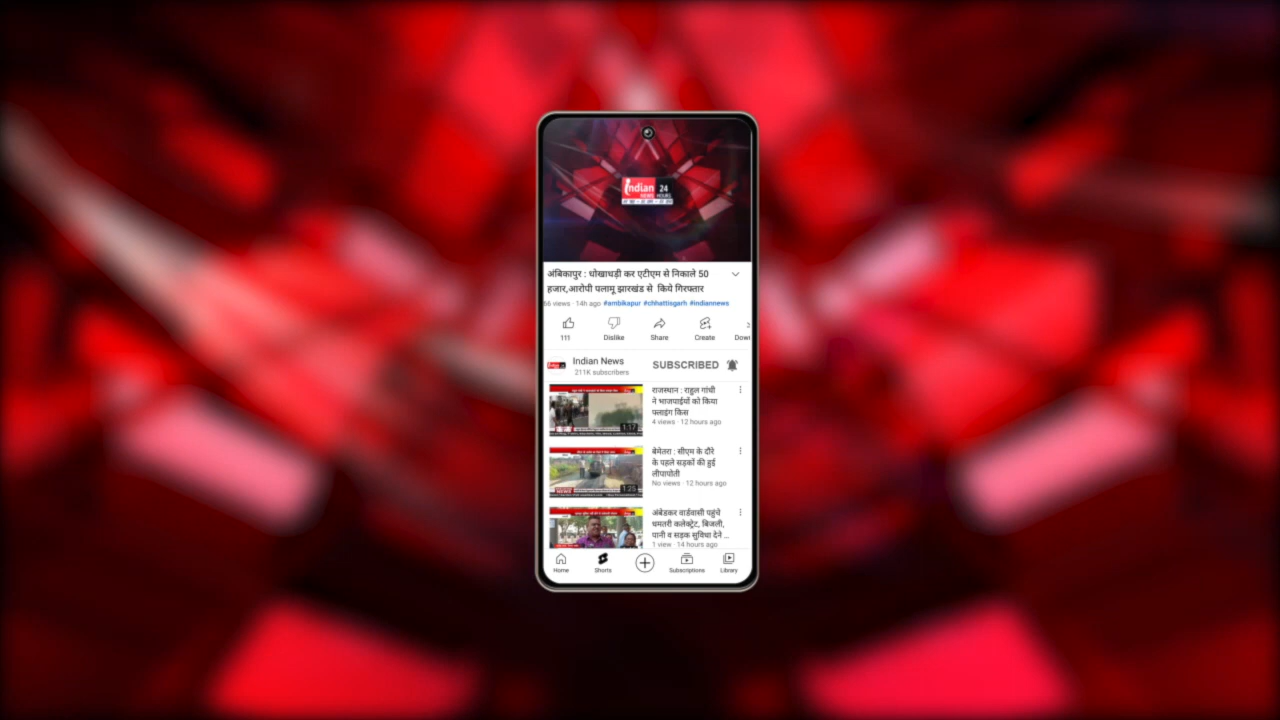 indian 24
NEWS HOURS
अंबिकापुर : धोखाधड़ी कर एटीएम से निकाले 50
हजार,आरोपी पलामू झारखंड से किये गिरफ्तार
66 views · 14h ago #ambikapur #chhattisgarh #indiannews
111 Dislike Share Create Dow
Indian News
211K subscribers
SUBSCRIBED
राजस्थान : राहुल गांधी
ने भाजपाईयों को किया
फ्लाइंग किस
4 views · 12 hours ago
1:17
बेमेतरा : सीएम के दौरे
के पहले सड़कों की हुई
लीपापोती
No views · 12 hours ago
1:25
अंबेडकर वार्डवासी पहुंचे
धमतरी कलेक्ट्रेट, बिजली,
पानी व सड़क सुविधा देने ...
1 view · 14 hours ago
Home Shorts Subscriptions Library